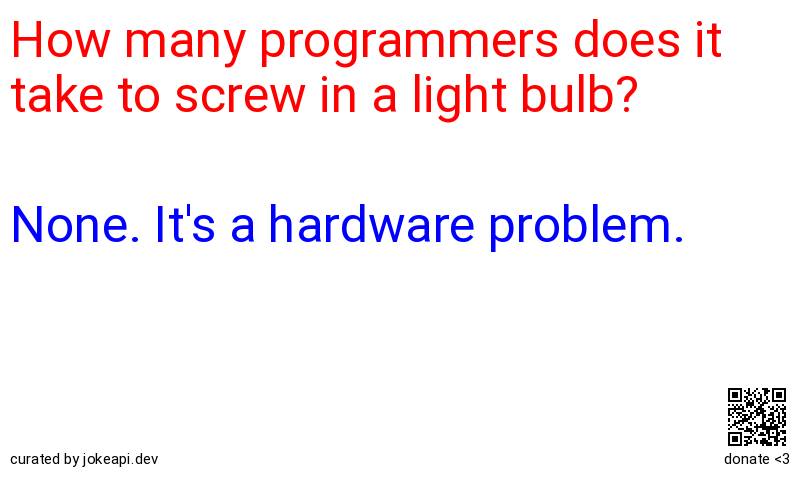 How many programmers does it
take to screw in a light bulb?
None. It's a hardware problem.
curated by jokeapi.dev
donate <3